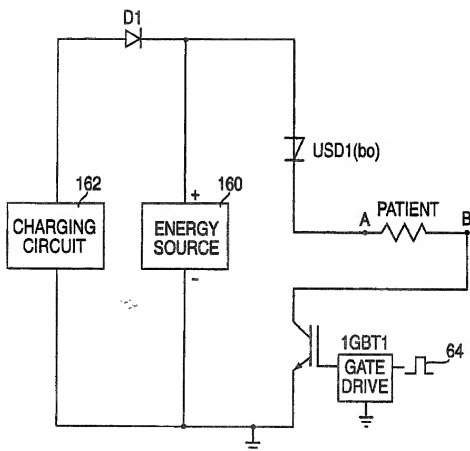 D1
USD1(bo)
162
160
CHARGING
CIRCUIT
+
ENERGY
SOURCE
-
A
PATIENT
B
1GBT1
GATE
DRIVE
64